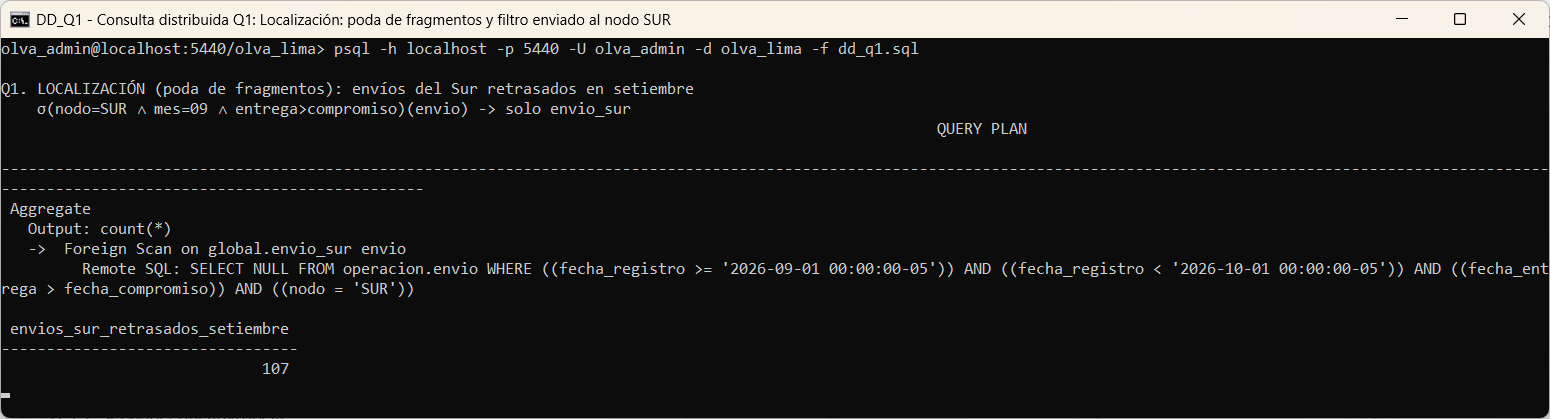 DD_Q1 - Consulta distribuida Q1: Localización: poda de fragmentos y filtro enviado al nodo SUR
olva_admin@localhost:5440/olva_lima> psql -h localhost -p 5440 -U olva_admin -d olva_lima -f dd_q1.sql
Q1. LOCALIZACIÓN (poda de fragmentos): envíos del Sur retrasados en setiembre
σ(nodo=SUR ∧ mes=09 ∧ entrega>compromiso)(envio) -> solo envio_sur
QUERY PLAN
----------------------------------------------------------------------------------------------------------------------------------------------------------------------------
-----------------------------------------------
Aggregate
Output: count(*)
-> Foreign Scan on global.envio_sur envio
Remote SQL: SELECT NULL FROM operacion.envio WHERE ((fecha_registro >= '2026-09-01 00:00:00-05')) AND ((fecha_registro < '2026-10-01 00:00:00-05')) AND ((fecha_ent
rega > fecha_compromiso)) AND ((nodo = 'SUR'))
envios_sur_retrasados_setiembre
---------------------------------
107